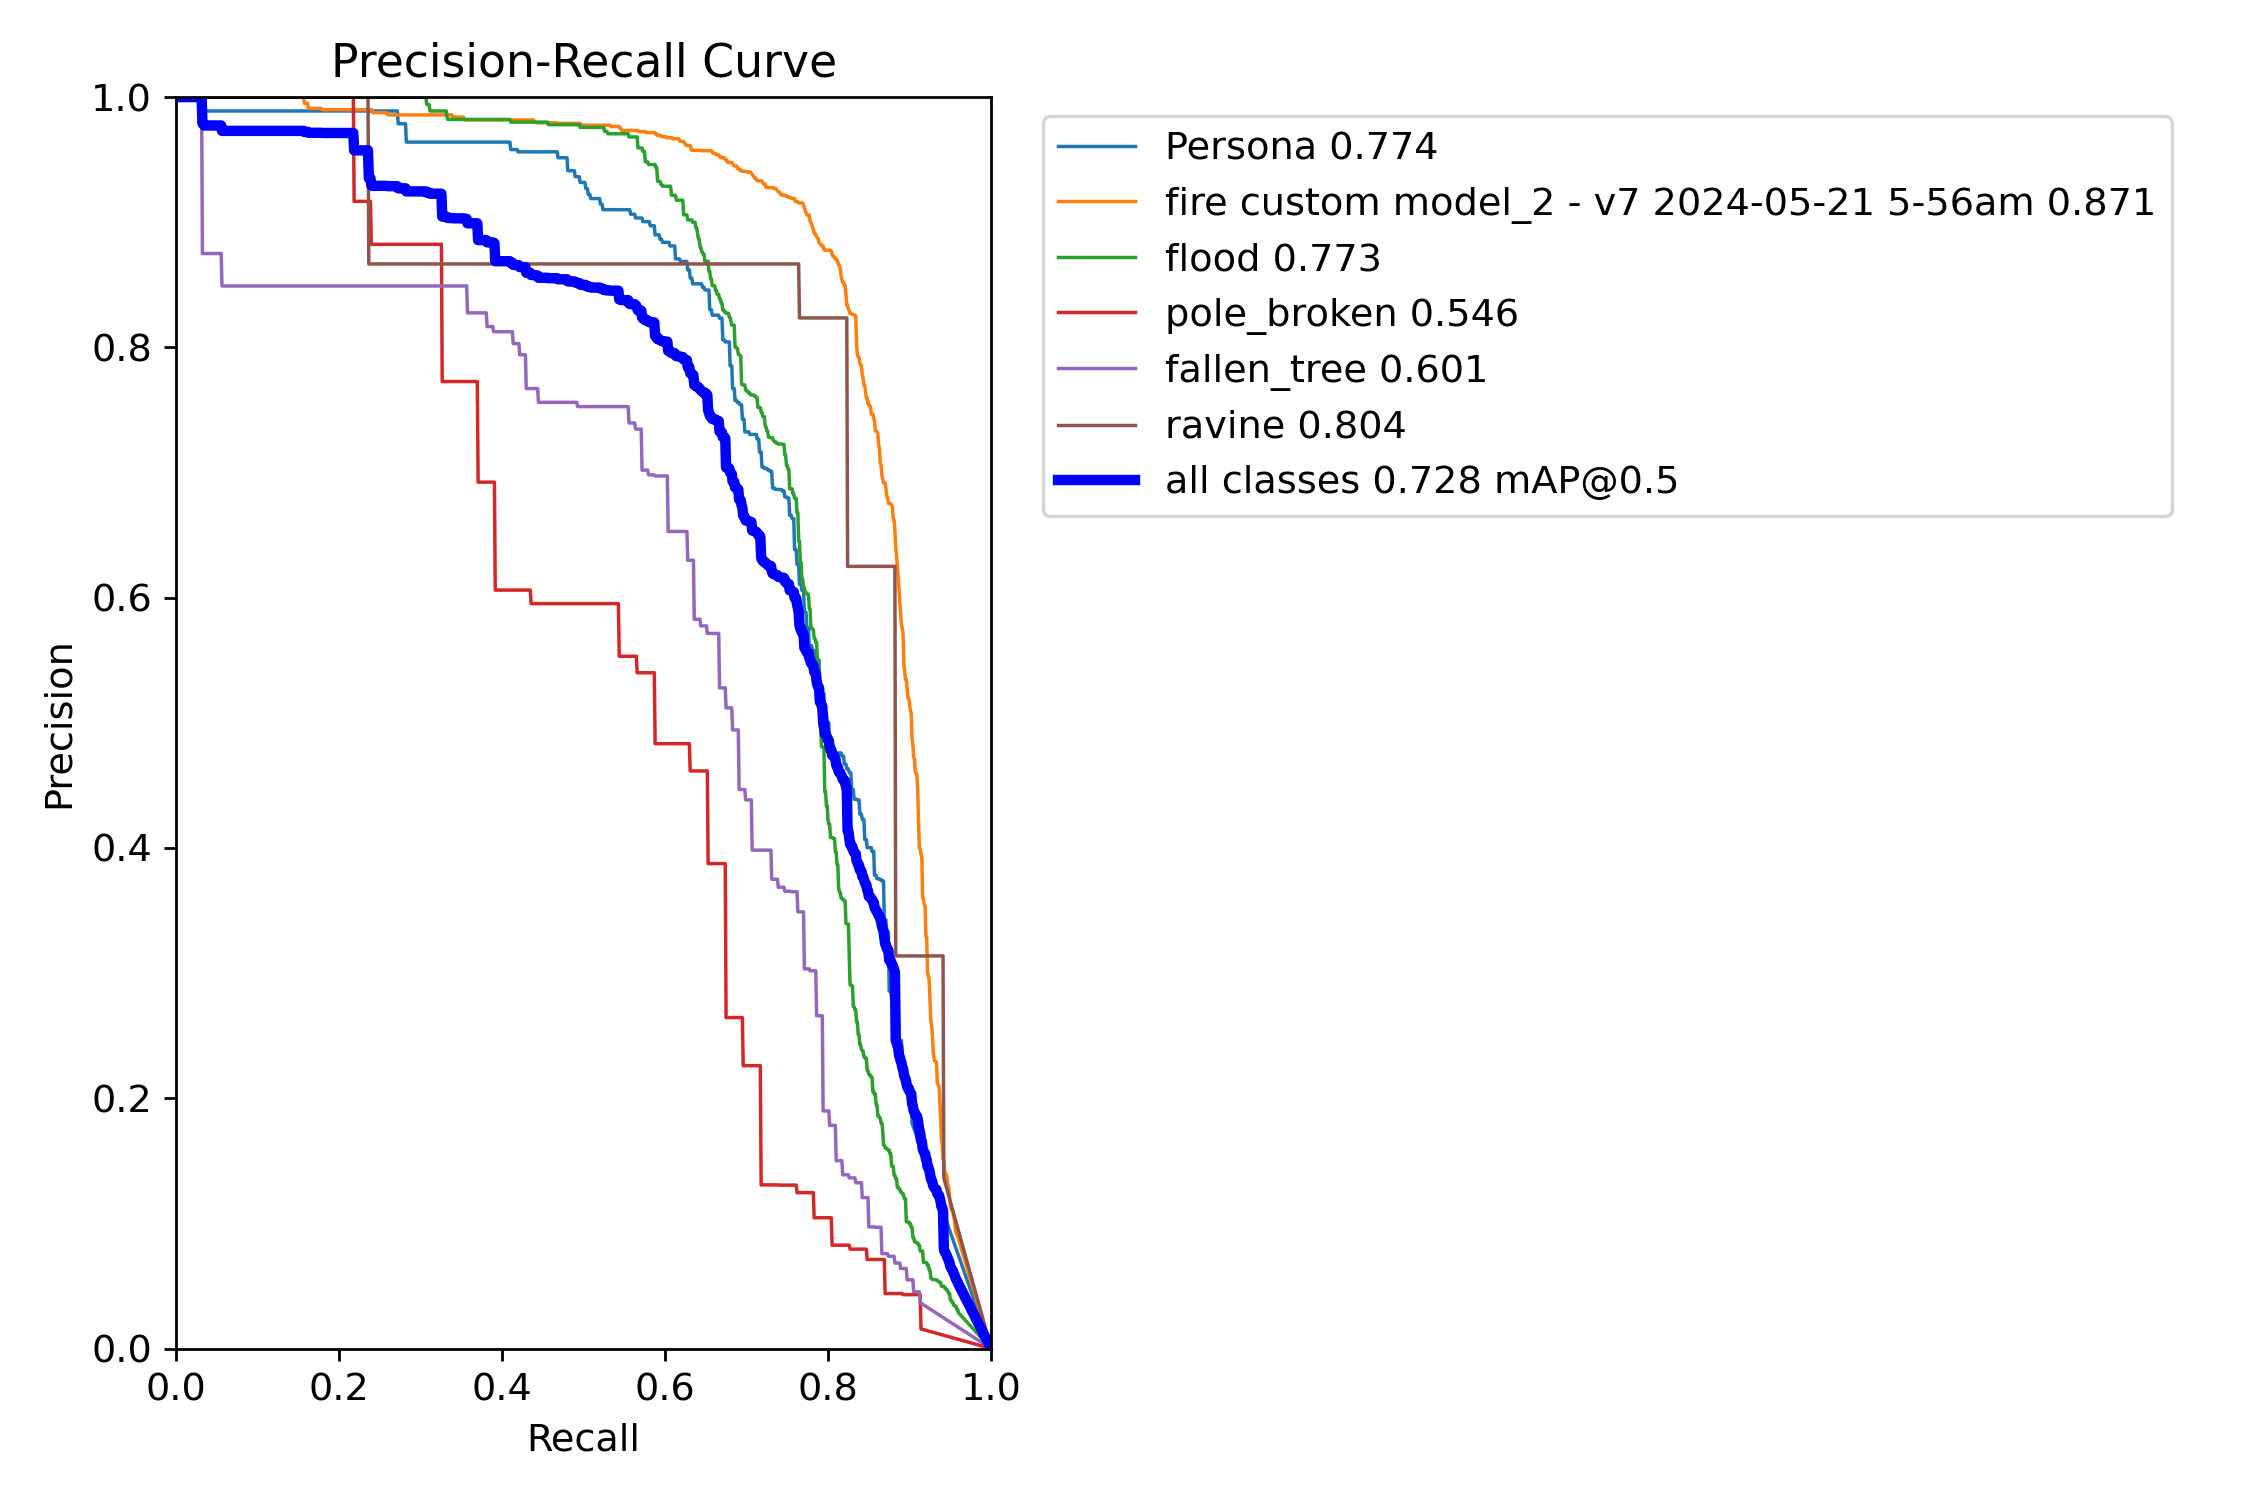 Precision-Recall Curve
1.0
0.8
0.6
0.4
0.2
0.0
Precision
0.0 0.2 0.4 0.6 0.8 1.0
Recall
Persona 0.774
fire custom model_2 - v7 2024-05-21 5-56am 0.871
flood 0.773
pole_broken 0.546
fallen_tree 0.601
ravine 0.804
all classes 0.728 mAP@0.5